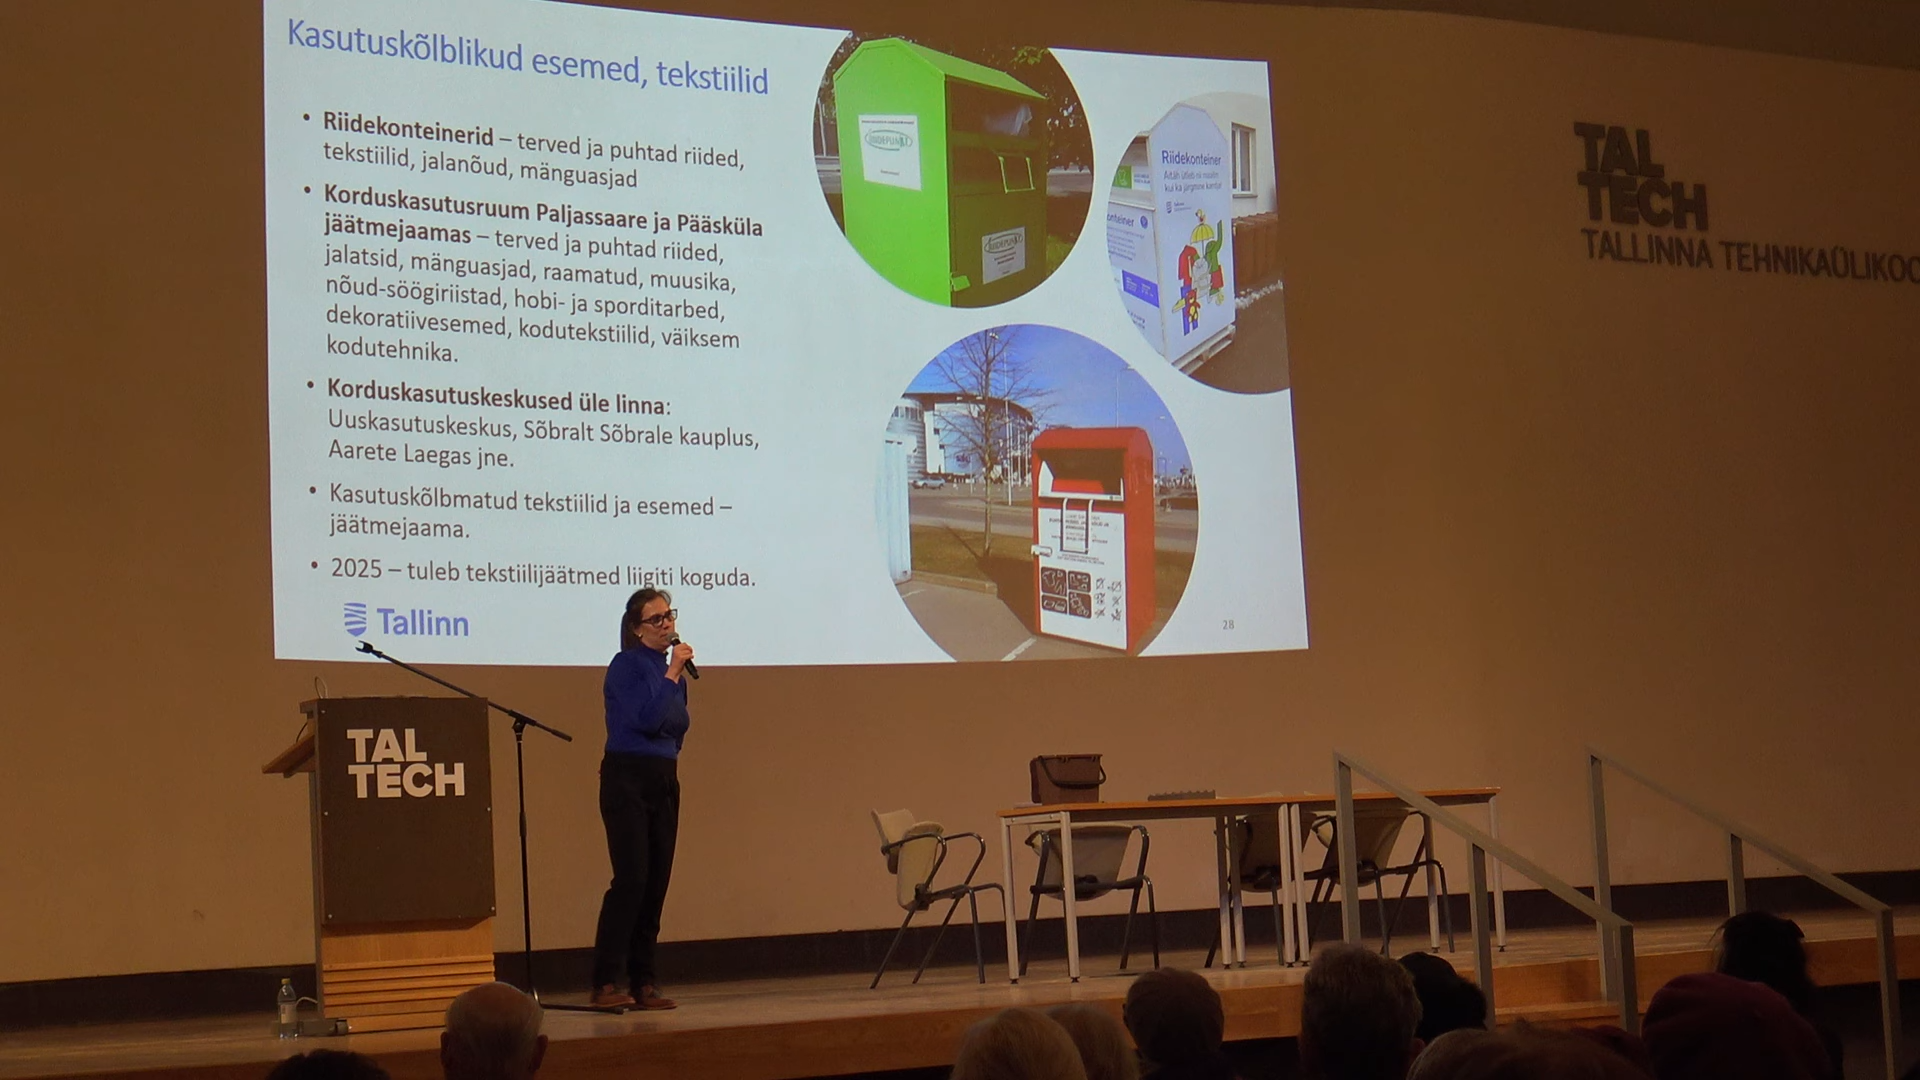 Kasutuskõlblikud esemed, tekstiilid
• Riidekonteinerid – terved ja puhtad riided,
tekstiilid, jalanõud, mänguasjad
• Korduskasutusruum Paljassaare ja Pääsküla
jäätmejaamas – terved ja puhtad riided,
jalatsid, mänguasjad, raamatud, muusika,
nõud-söögiriistad, hobi- ja sporditarbed,
dekoratiivesemed, kodutekstiilid, väiksem
kodutehnika.
• Korduskasutuskeskused üle linna:
Uuskasutuskeskus, Sõbralt Sõbrale kauplus,
Aarete Laegas jne.
• Kasutuskõlbmatud tekstiilid ja esemed –
jäätmejaama.
• 2025 – tuleb tekstiilijäätmed liigiti koguda.
Tallinn
28
RIIDEPUNKT
RIIDEPUNKT
Riidekonteiner
TAL
TECH
TALLINNA TEHNIKAÜLIKOO
TAL
TECH